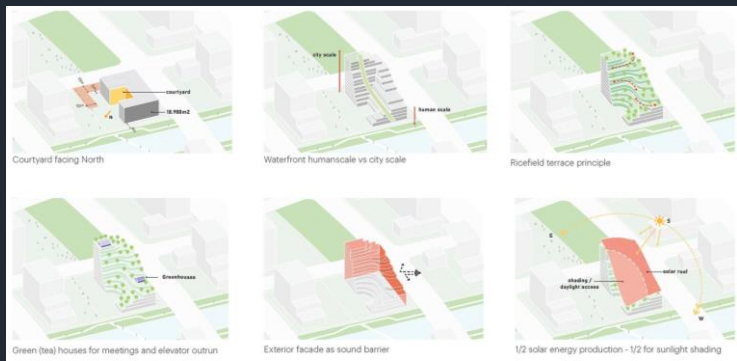 courtyard
18.900m2
N
Courtyard facing North
city scale
human scale
Waterfront humanscale vs city scale
Ricefield terrace principle
Greenhouses
Green (tea) houses for meetings and elevator outrun
Exterior facade as sound barrier
E
S
shading /
daylight access
solar roof
W
1/2 solar energy production - 1/2 for sunlight shading